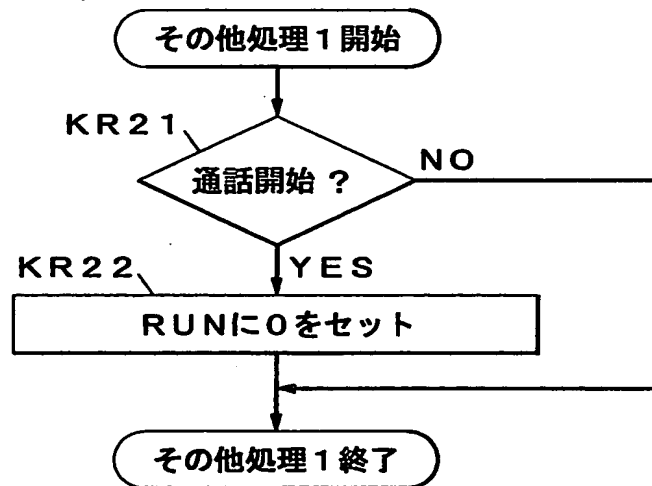 その他処理１開始
ＫＲ２１
通話開始？
ＮＯ
ＹＥＳ
ＫＲ２２
ＲＵＮに０をセット
その他処理１終了